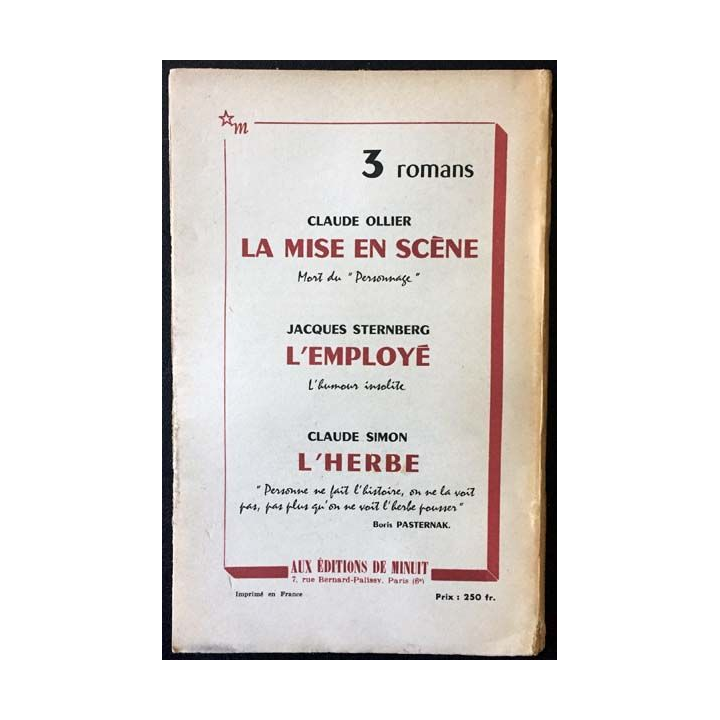 m
3 romans
CLAUDE OLLIER
LA MISE EN SCÈNE
Mort du "Personnage"
JACQUES STERNBERG
L'EMPLOYÉ
L'humour insolite
CLAUDE SIMON
L'HERBE
"Personne ne fait l'histoire, on ne la voit
pas, pas plus qu'on ne voit l'herbe pousser"
Boris PASTERNAK.
AUX ÉDITIONS DE MINUIT
7, rue Bernard-Palissy, Paris (6e)
Imprimé en France
Prix : 250 fr.